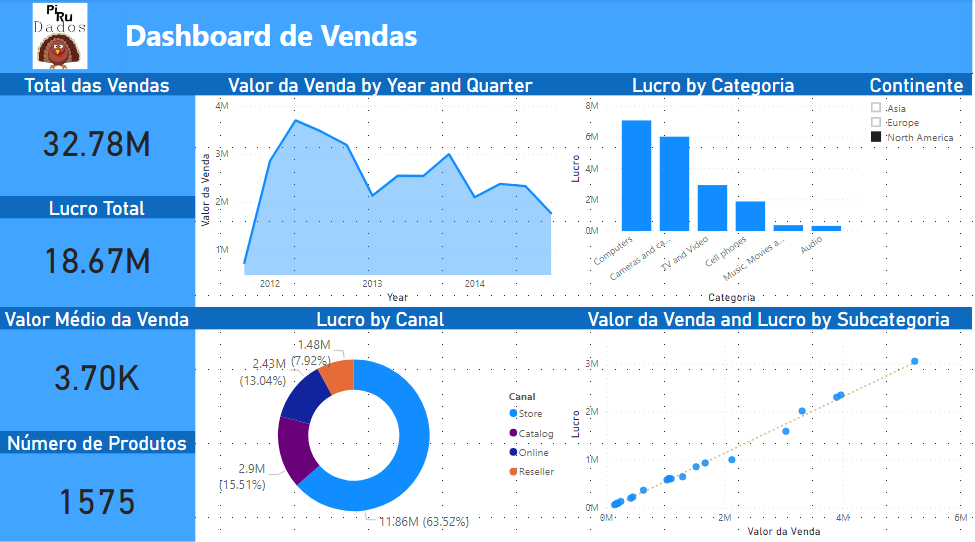 Pi
Ru
Dados
Dashboard de Vendas
Total das Vendas
32.78M
Lucro Total
18.67M
Valor Médio da Venda
3.70K
Número de Produtos
1575
Valor da Venda by Year and Quarter
4M
3M
2M
1M
Valor da Venda
2012
2013
2014
Year
Lucro by Categoria
8M
6M
4M
2M
0M
Lucro
Computers
Cameras and ca...
TV and Video
Cell phones
Music, Movies a...
Audio
Categoria
Continente
Asia
Europe
North America
Lucro by Canal
1.48M
(7.92%)
2.43M
(13.04%)
2.9M
(15.51%)
11.86M (63.52%)
Canal
Store
Catalog
Online
Reseller
Valor da Venda and Lucro by Subcategoria
3M
2M
1M
0M
Lucro
0M
2M
4M
6M
Valor da Venda